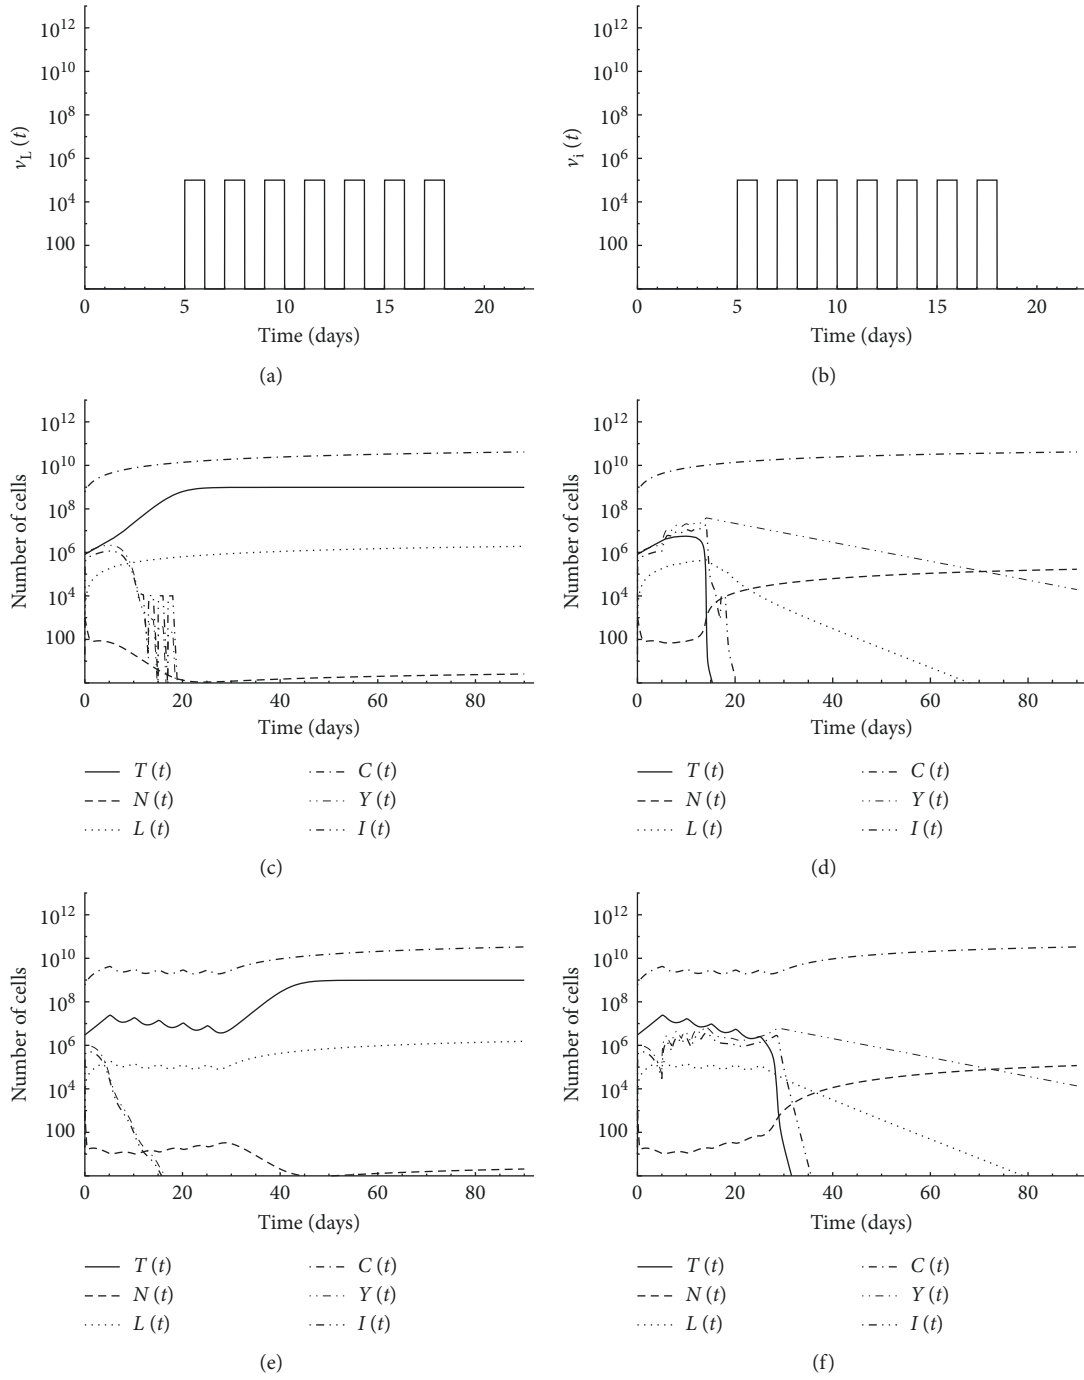 10^12
10^10
10^8
10^6
10^4
100
v_L (t)
0 5 10 15 20
Time (days)
(a)
10^12
10^10
10^8
10^6
10^4
100
v_i (t)
0 5 10 15 20
Time (days)
(b)
10^12
10^10
10^8
10^6
10^4
100
Number of cells
0 20 40 60 80
Time (days)
T (t) C (t)
N (t) Y (t)
L (t) I (t)
(c)
10^12
10^10
10^8
10^6
10^4
100
Number of cells
0 20 40 60 80
Time (days)
T (t) C (t)
N (t) Y (t)
L (t) I (t)
(d)
10^12
10^10
10^8
10^6
10^4
100
Number of cells
0 20 40 60 80
Time (days)
T (t) C (t)
N (t) Y (t)
L (t) I (t)
(e)
10^12
10^10
10^8
10^6
10^4
100
Number of cells
0 20 40 60 80
Time (days)
T (t) C (t)
N (t) Y (t)
L (t) I (t)
(f)